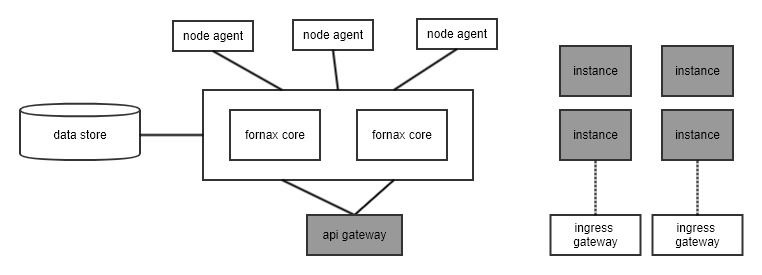 node agent
node agent
node agent
instance
instance
data store
fornax core
fornax core
instance
instance
api gateway
ingress
gateway
ingress
gateway